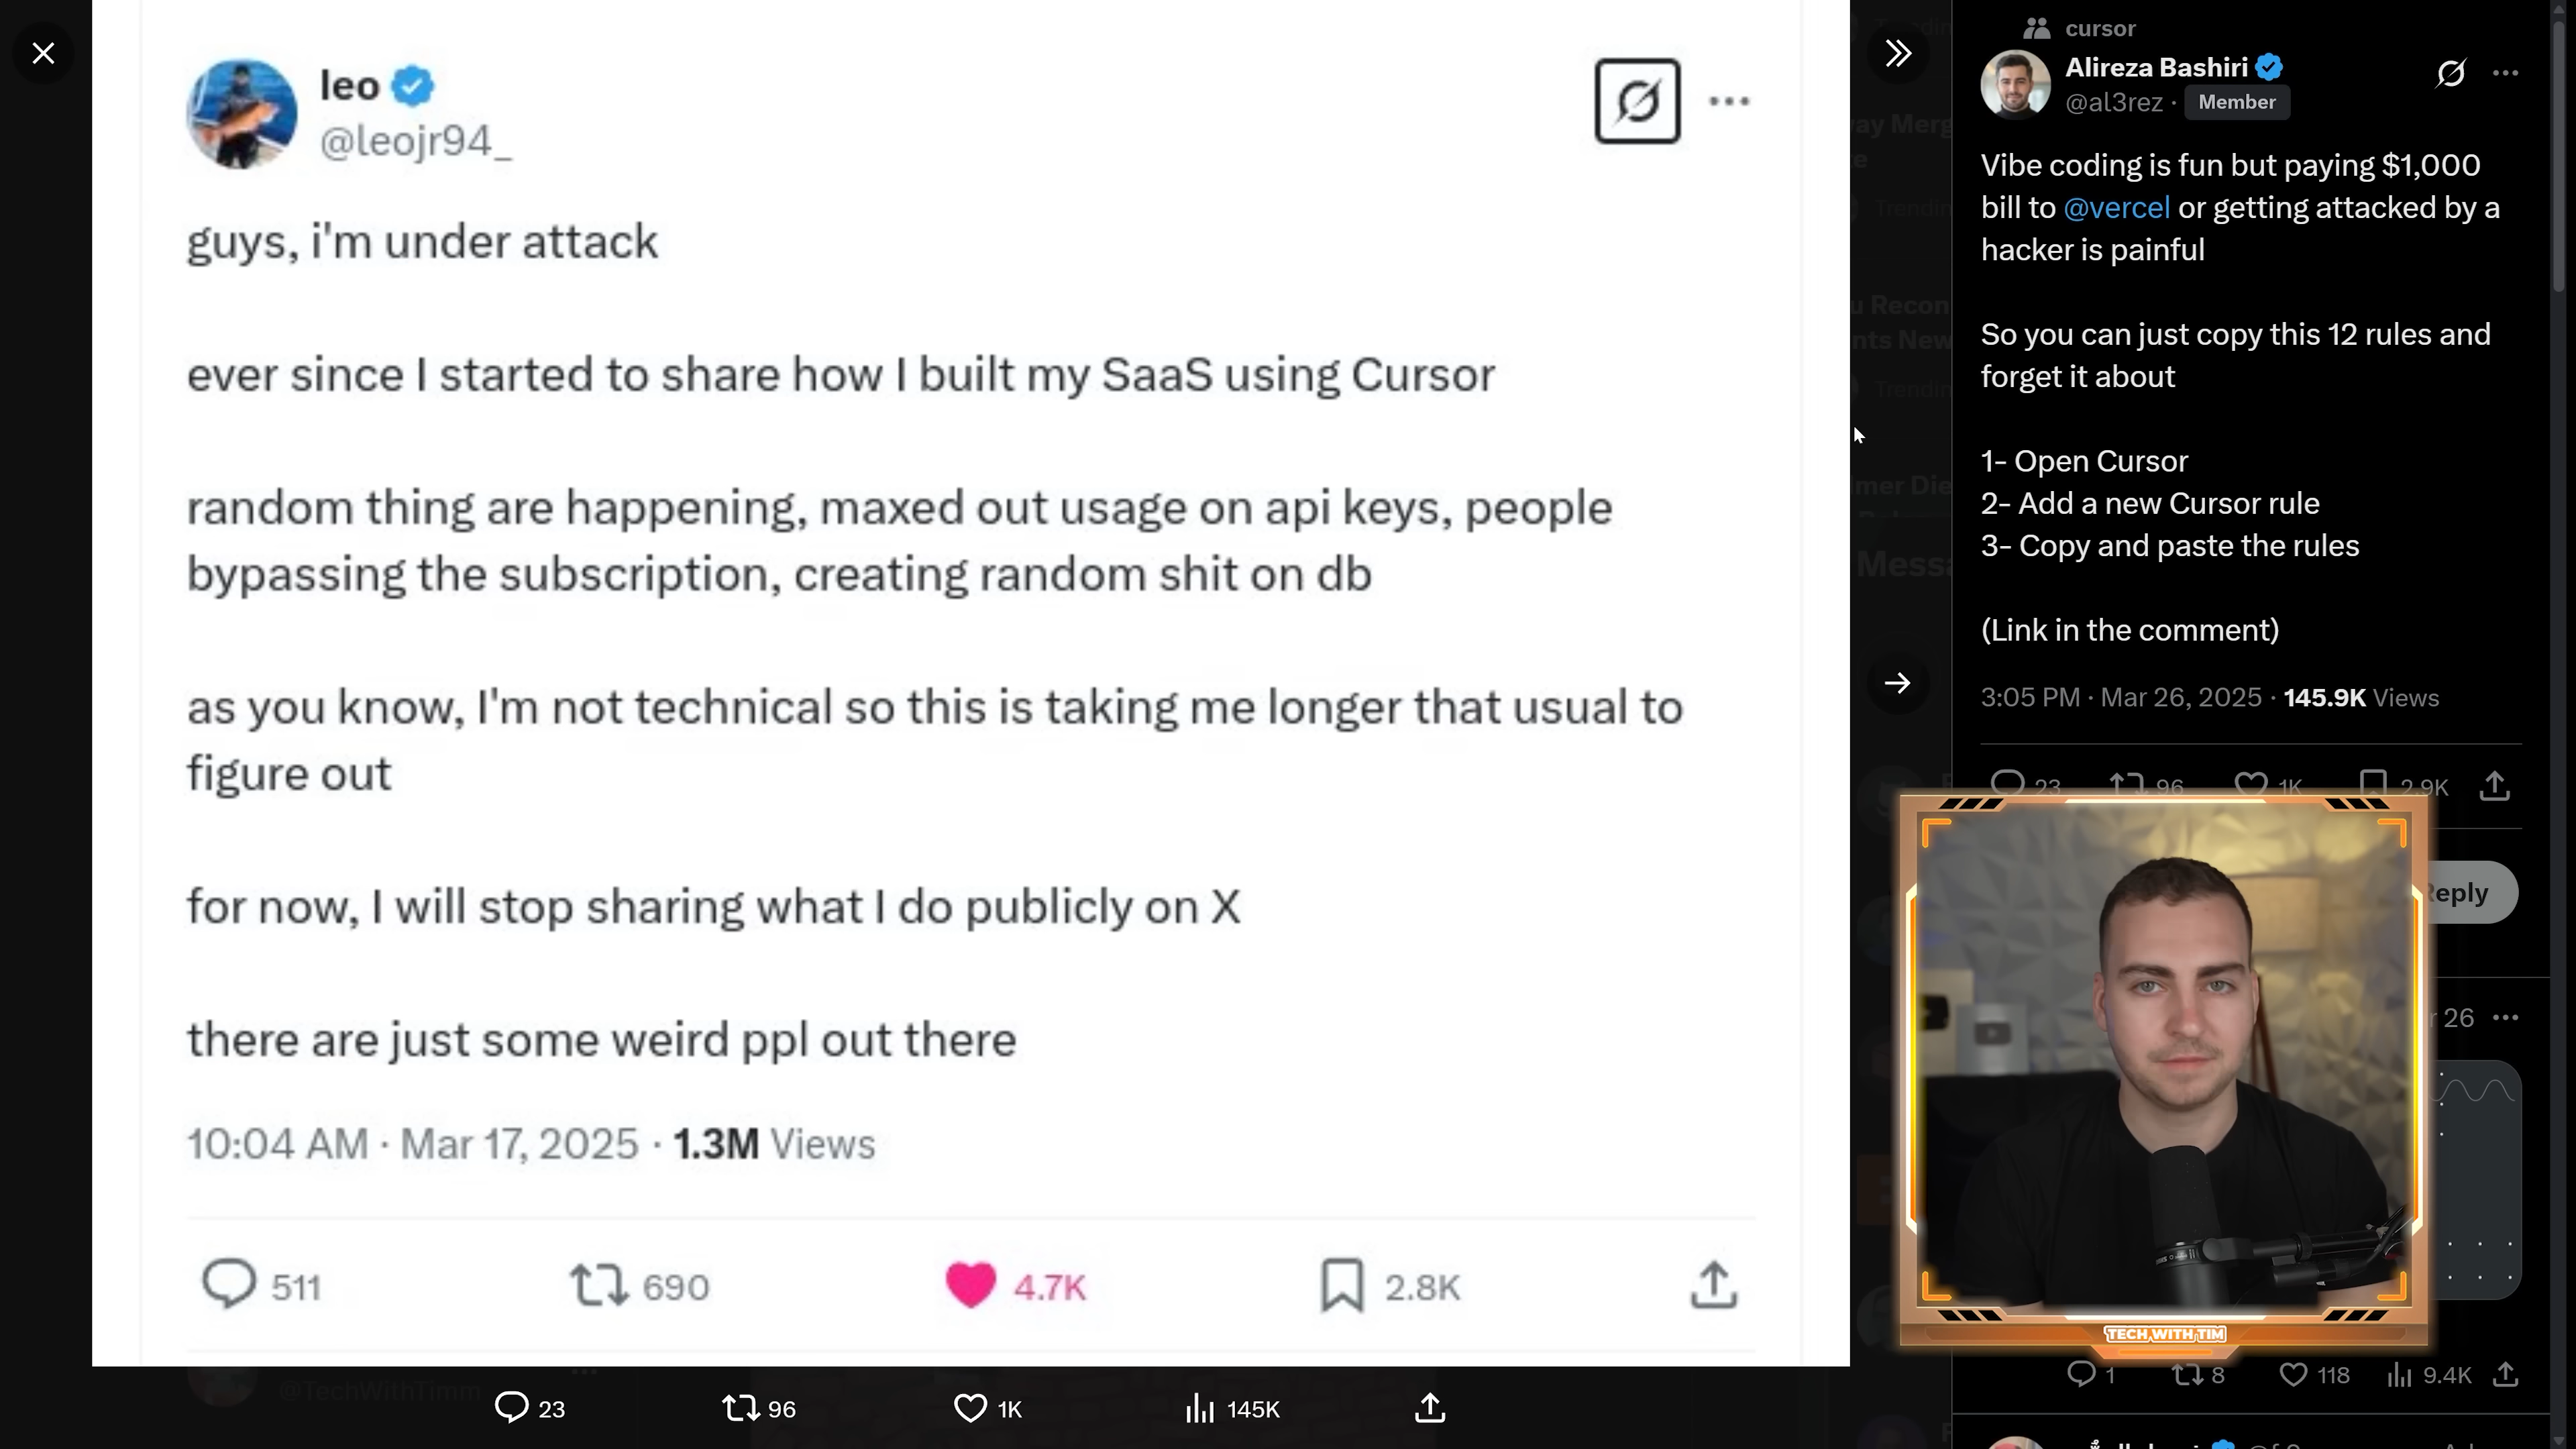 leo
@leojr94_
guys, i'm under attack
ever since I started to share how I built my SaaS using Cursor
random thing are happening, maxed out usage on api keys, people
bypassing the subscription, creating random shit on db
as you know, I'm not technical so this is taking me longer that usual to
figure out
for now, I will stop sharing what I do publicly on X
there are just some weird ppl out there
10:04 AM · Mar 17, 2025 · 1.3M Views
511 690 4.7K 2.8K
@TechWithTimm
23 96 1K 145K
cursor
Alireza Bashiri
@al3rez · Member
Vibe coding is fun but paying $1,000
bill to @vercel or getting attacked by a
hacker is painful
So you can just copy this 12 rules and
forget it about
1- Open Cursor
2- Add a new Cursor rule
3- Copy and paste the rules
(Link in the comment)
3:05 PM · Mar 26, 2025 · 145.9K Views
23 96 1K 2.9K
Reply
26
TECH WITH TIM
1 8 118 9.4K